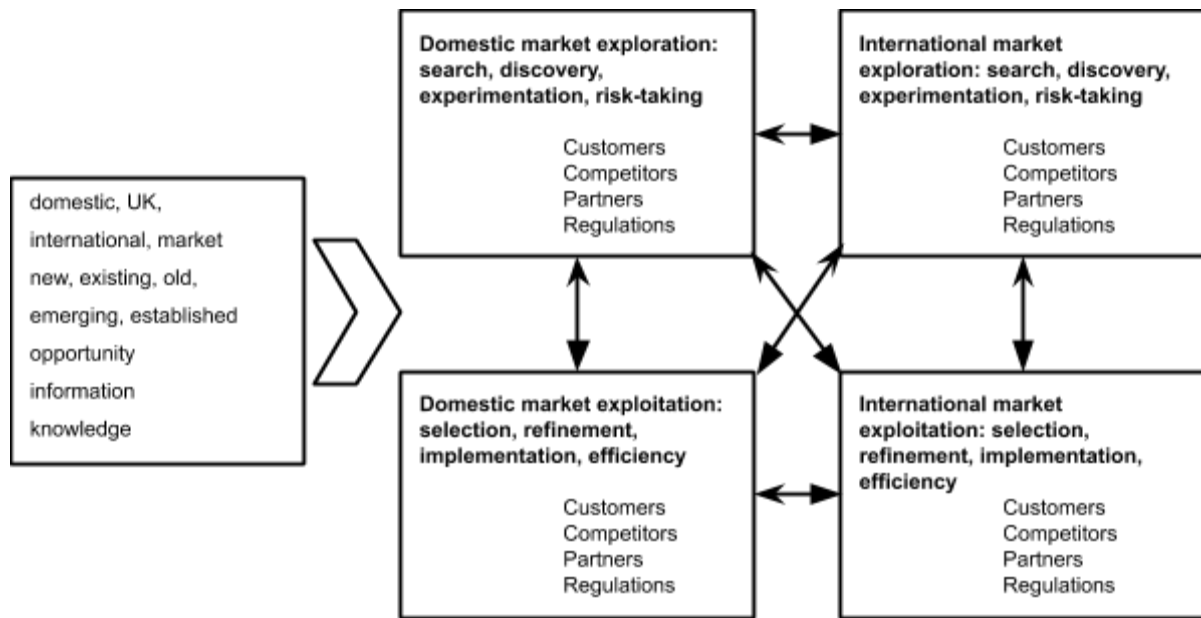 domestic, UK,
international, market
new, existing, old,
emerging, established
opportunity
information
knowledge
Domestic market exploration:
search, discovery,
experimentation, risk-taking
Customers
Competitors
Partners
Regulations
International market
exploration: search, discovery,
experimentation, risk-taking
Customers
Competitors
Partners
Regulations
Domestic market exploitation:
selection, refinement,
implementation, efficiency
Customers
Competitors
Partners
Regulations
International market
exploitation: selection,
refinement, implementation,
efficiency
Customers
Competitors
Partners
Regulations